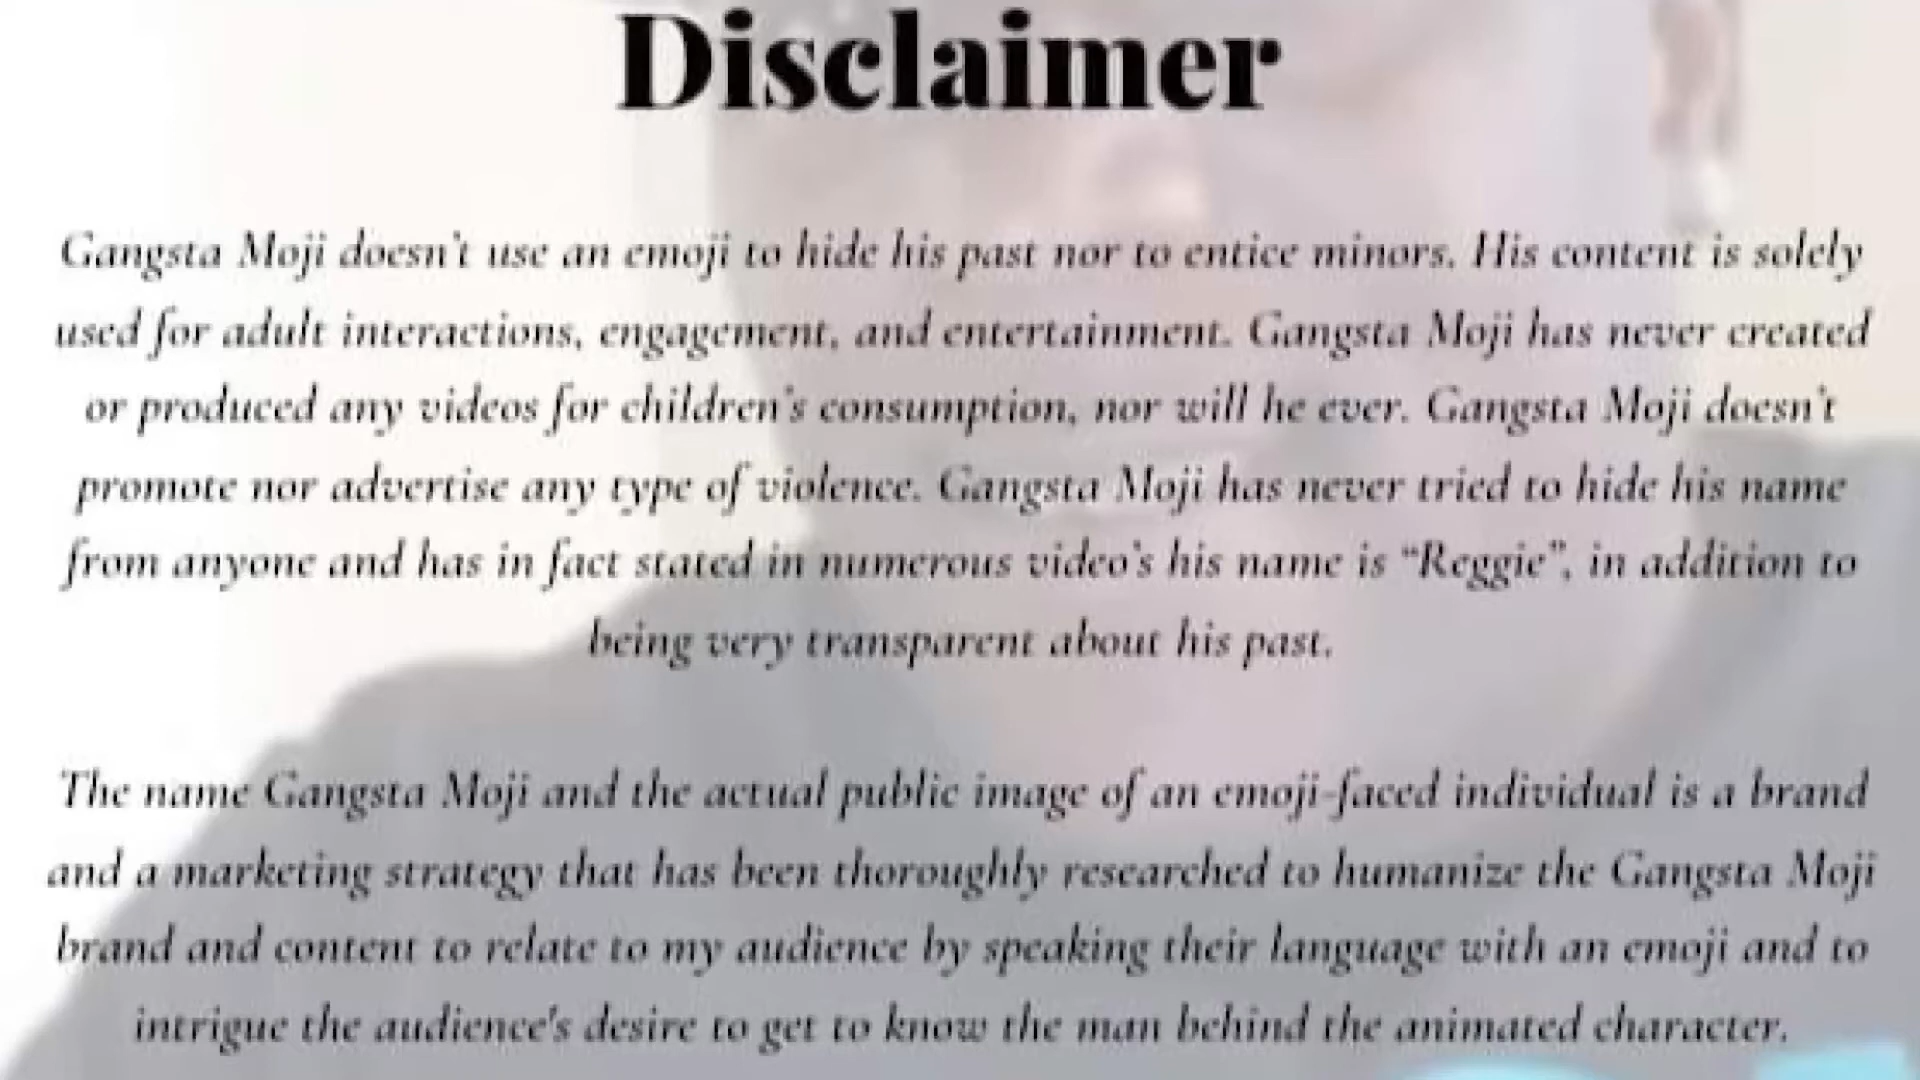 Disclaimer
Gangsta Moji doesn't use an emoji to hide his past nor to entice minors. His content is solely
used for adult interactions, engagement, and entertainment. Gangsta Moji has never created
or produced any videos for children's consumption, nor will he ever. Gangsta Moji doesn't
promote nor advertise any type of violence. Gangsta Moji has never tried to hide his name
from anyone and has in fact stated in numerous video's his name is “Reggie”, in addition to
being very transparent about his past.
The name Gangsta Moji and the actual public image of an emoji-faced individual is a brand
and a marketing strategy that has been thoroughly researched to humanize the Gangsta Moji
brand and content to relate to my audience by speaking their language with an emoji and to
intrigue the audience's desire to get to know the man behind the animated character.